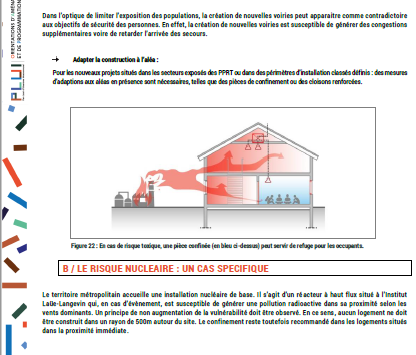 Dans l'optique de limiter l'exposition des populations, la création de nouvelles voiries peut apparaitre comme contradictoire
aux objectifs de sécurité des personnes. En effet, la création de nouvelles voiries est susceptible de générer des congestions
supplémentaires voire de retarder l'arrivée des secours.
→ Adapter la construction à l'aléa :
Pour les nouveaux projets situés dans les secteurs exposés des PPRT ou dans des périmètres d'installation classés définis : des mesures
d'adaptions aux aléas en présence sont nécessaires, telles que des pièces de confinement ou des cloisons renforcées.
Figure 22 : En cas de risque toxique, une pièce confinée (en bleu ci-dessus) peut servir de refuge pour les occupants.
B / LE RISQUE NUCLEAIRE : UN CAS SPECIFIQUE
Le territoire métropolitain accueille une installation nucléaire de base. Il s'agit d'un réacteur à haut flux situé à l'Institut
Laüe-Langevin qui, en cas d'évènement, est susceptible de générer une pollution radioactive dans sa proximité selon les
vents dominants. Un principe de non augmentation de la vulnérabilité doit être observé. En ce sens, aucun logement ne doit
être construit dans un rayon de 500m autour du site. Le confinement reste toutefois recommandé dans les logements situés
dans la proximité immédiate.
PLUi
ORIENTATIONS D'AMÉNA
ET DE PROGRAMMATION